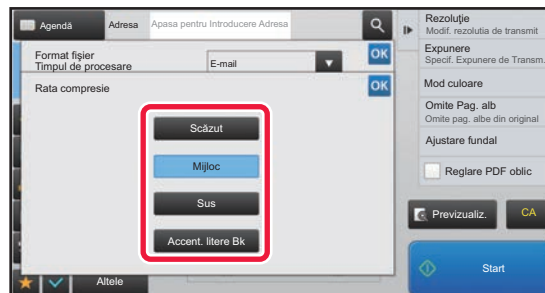 Agendă
Adresa
Apasa pentru Introducere Adresa
Format fişier
Timpul de procesare
E-mail
OK
Rata compresie
OK
Scăzut
Mijloc
Sus
Accent. litere Bk
Altele
Rezoluţie
Modif. rezolutia de transmit
Expunere
Specif. Expunere de Transm.
Mod culoare
Omite Pag. alb
Omite pag. albe din original
Ajustare fundal
Reglare PDF oblic
Previzualiz.
CA
Start